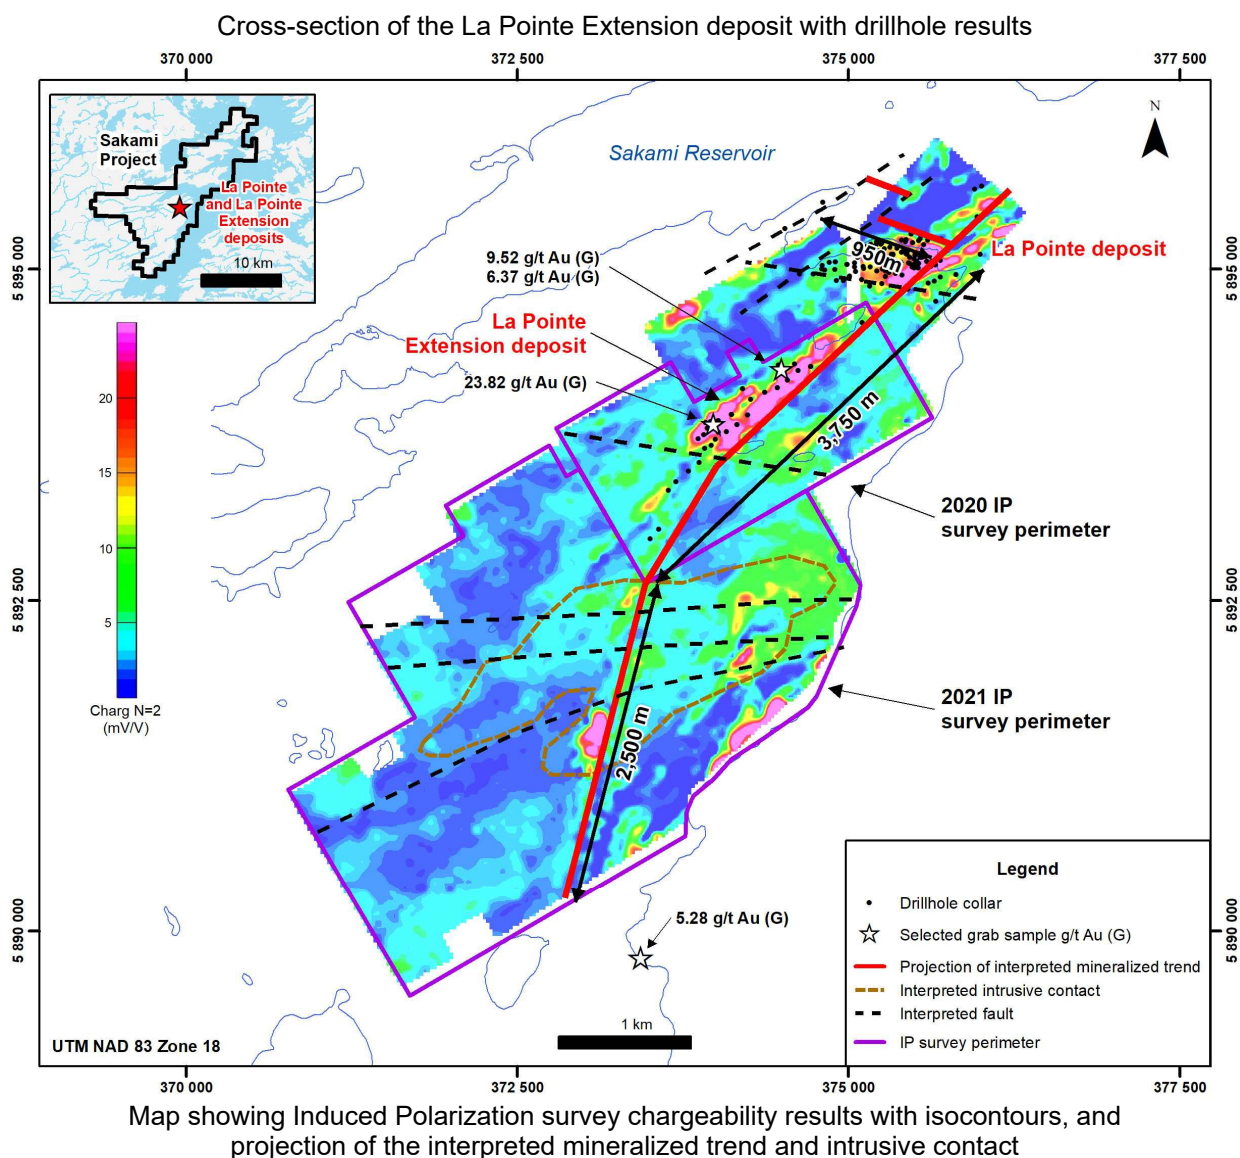 Cross-section of the La Pointe Extension deposit with drillhole results
370 000
372 500
375 000
377 500
Sakami
Project
La Pointe
and La Pointe
Extension
deposits
10 km
Sakami Reservoir
N
5 895 000
5 895 000
950m
La Pointe deposit
9.52 g/t Au (G)
6.37 g/t Au (G)
La Pointe
Extension deposit
23.82 g/t Au (G)
3,750 m
20
15
10
5
Charg N=2
(mV/V)
2020 IP
survey perimeter
5 892 500
5 892 500
2021 IP
survey perimeter
2,500 m
5.28 g/t Au (G)
5 890 000
5 890 000
Legend
Drillhole collar
Selected grab sample g/t Au (G)
Projection of interpreted mineralized trend
Interpreted intrusive contact
Interpreted fault
IP survey perimeter
1 km
UTM NAD 83 Zone 18
370 000
372 500
375 000
377 500
Map showing Induced Polarization survey chargeability results with isocontours, and
projection of the interpreted mineralized trend and intrusive contact